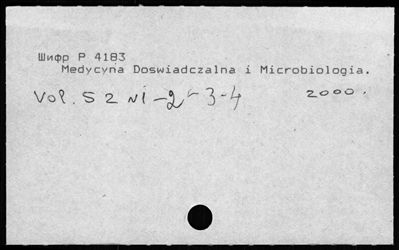 Шифр Р 4183
Medycyna Doswiadczalna i Microbiologia.
Vol. 52 N1-2-3-4 2000.